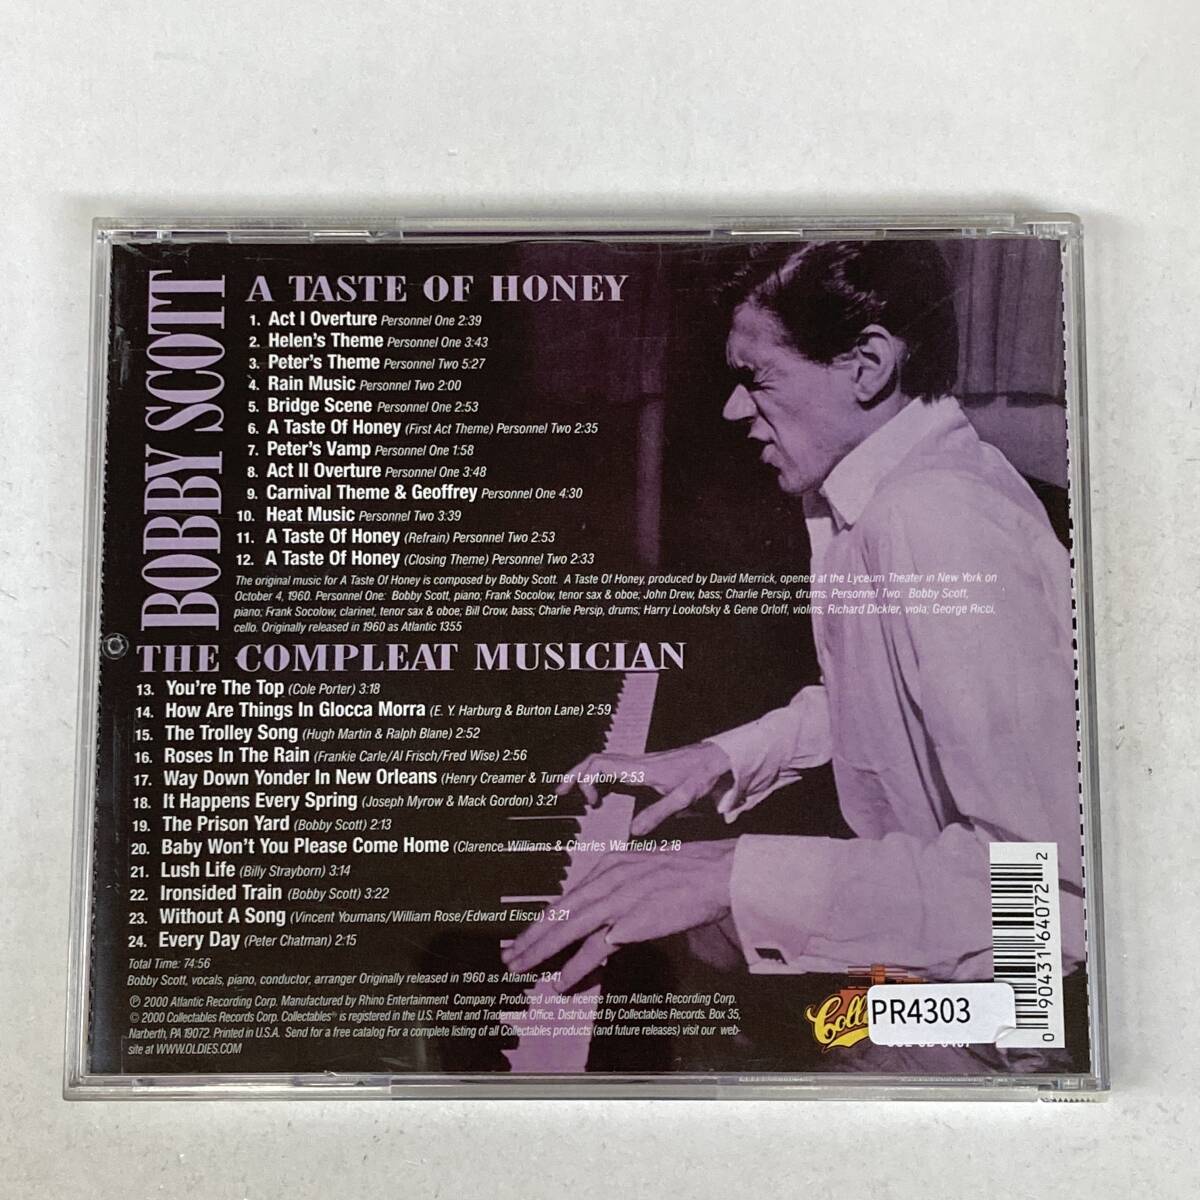 BOBBY SCOTT
A TASTE OF HONEY
1. Act I Overture Personnel One 2:39
2. Helen's Theme Personnel One 3:43
3. Peter's Theme Personnel Two 5:27
4. Rain Music Personnel Two 2:00
5. Bridge Scene Personnel One 2:53
6. A Taste Of Honey (First Act Theme) Personnel Two 2:35
7. Peter's Vamp Personnel One 1:58
8. Act II Overture Personnel One 3:48
9. Carnival Theme & Geoffrey Personnel One 4:30
10. Heat Music Personnel Two 3:39
11. A Taste Of Honey (Refrain) Personnel Two 2:53
12. A Taste Of Honey (Closing Theme) Personnel Two 2:33
The original music for A Taste Of Honey is composed by Bobby Scott. A Taste Of Honey, produced by David Merrick, opened at the Lyceum Theater in New York on
October 4, 1960. Personnel One: Bobby Scott, piano; Frank Socolow, tenor sax & oboe; John Drew, bass; Charlie Persip, drums. Personnel Two: Bobby Scott,
piano; Frank Socolow, clarinet, tenor sax & oboe; Bill Crow, bass; Charlie Persip, drums; Harry Lookofsky & Gene Orloff, violins; Richard Dickler, viola; George Ricci,
cello. Originally released in 1960 as Atlantic 1355
THE COMPLEAT MUSICIAN
13. You're The Top (Cole Porter) 3:18
14. How Are Things In Glocca Morra (E. Y. Harburg & Burton Lane) 2:59
15. The Trolley Song (Hugh Martin & Ralph Blane) 2:52
16. Roses In The Rain (Frankie Carle/Al Frisch/Fred Wise) 2:56
17. Way Down Yonder In New Orleans (Henry Creamer & Turner Layton) 2:53
18. It Happens Every Spring (Joseph Myrow & Mack Gordon) 3:21
19. The Prison Yard (Bobby Scott) 2:13
20. Baby Won't You Please Come Home (Clarence Williams & Charles Warfield) 2:18
21. Lush Life (Billy Strayborn) 3:14
22. Ironsided Train (Bobby Scott) 3:22
23. Without A Song (Vincent Youmans/William Rose/Edward Eliscu) 3:21
24. Every Day (Peter Chatman) 2:15
Total Time: 74:56
Bobby Scott, vocals, piano, conductor, arranger Originally released in 1960 as Atlantic 1341
℗ 2000 Atlantic Recording Corp. Manufactured by Rhino Entertainment Company. Produced under license from Atlantic Recording Corp.
© 2000 Collectables Records Corp. Collectables® is registered in the U.S. Patent and Trademark Office. Distributed By Collectables Records. Box 35,
Narberth, PA 19072. Printed in U.S.A. Send for a free catalog For a complete listing of all Collectables products (and future releases) visit our web-
site at WWW.OLDIES.COM
PR4303
0 90431 64072 2